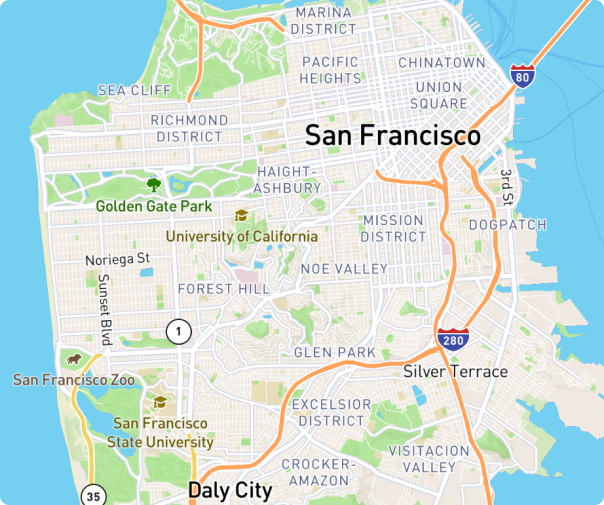 MARINA
DISTRICT
PACIFIC
HEIGHTS
CHINATOWN
80
SEA CLIFF
UNION
SQUARE
RICHMOND
DISTRICT
San Francisco
HAIGHT-
ASHBURY
3rd St
Golden Gate Park
University of California
MISSION
DISTRICT
DOGPATCH
Noriega St
NOE VALLEY
Sunset Blvd
FOREST HILL
1
280
GLEN PARK
San Francisco Zoo
Silver Terrace
San Francisco
State University
EXCELSIOR
DISTRICT
VISITACION
VALLEY
CROCKER-
AMAZON
Daly City
35